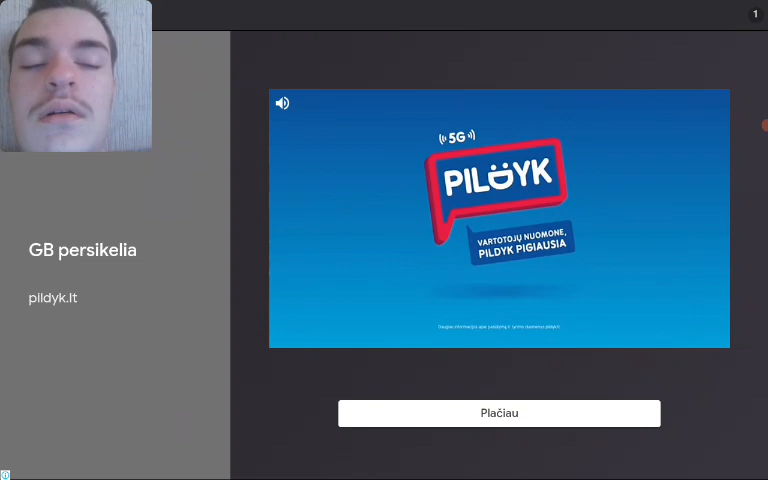 1
5G
PILDYK
VARTOTOJŲ NUOMONE,
PILDYK PIGIAUSIA
GB persikelia
pildyk.lt
Plačiau